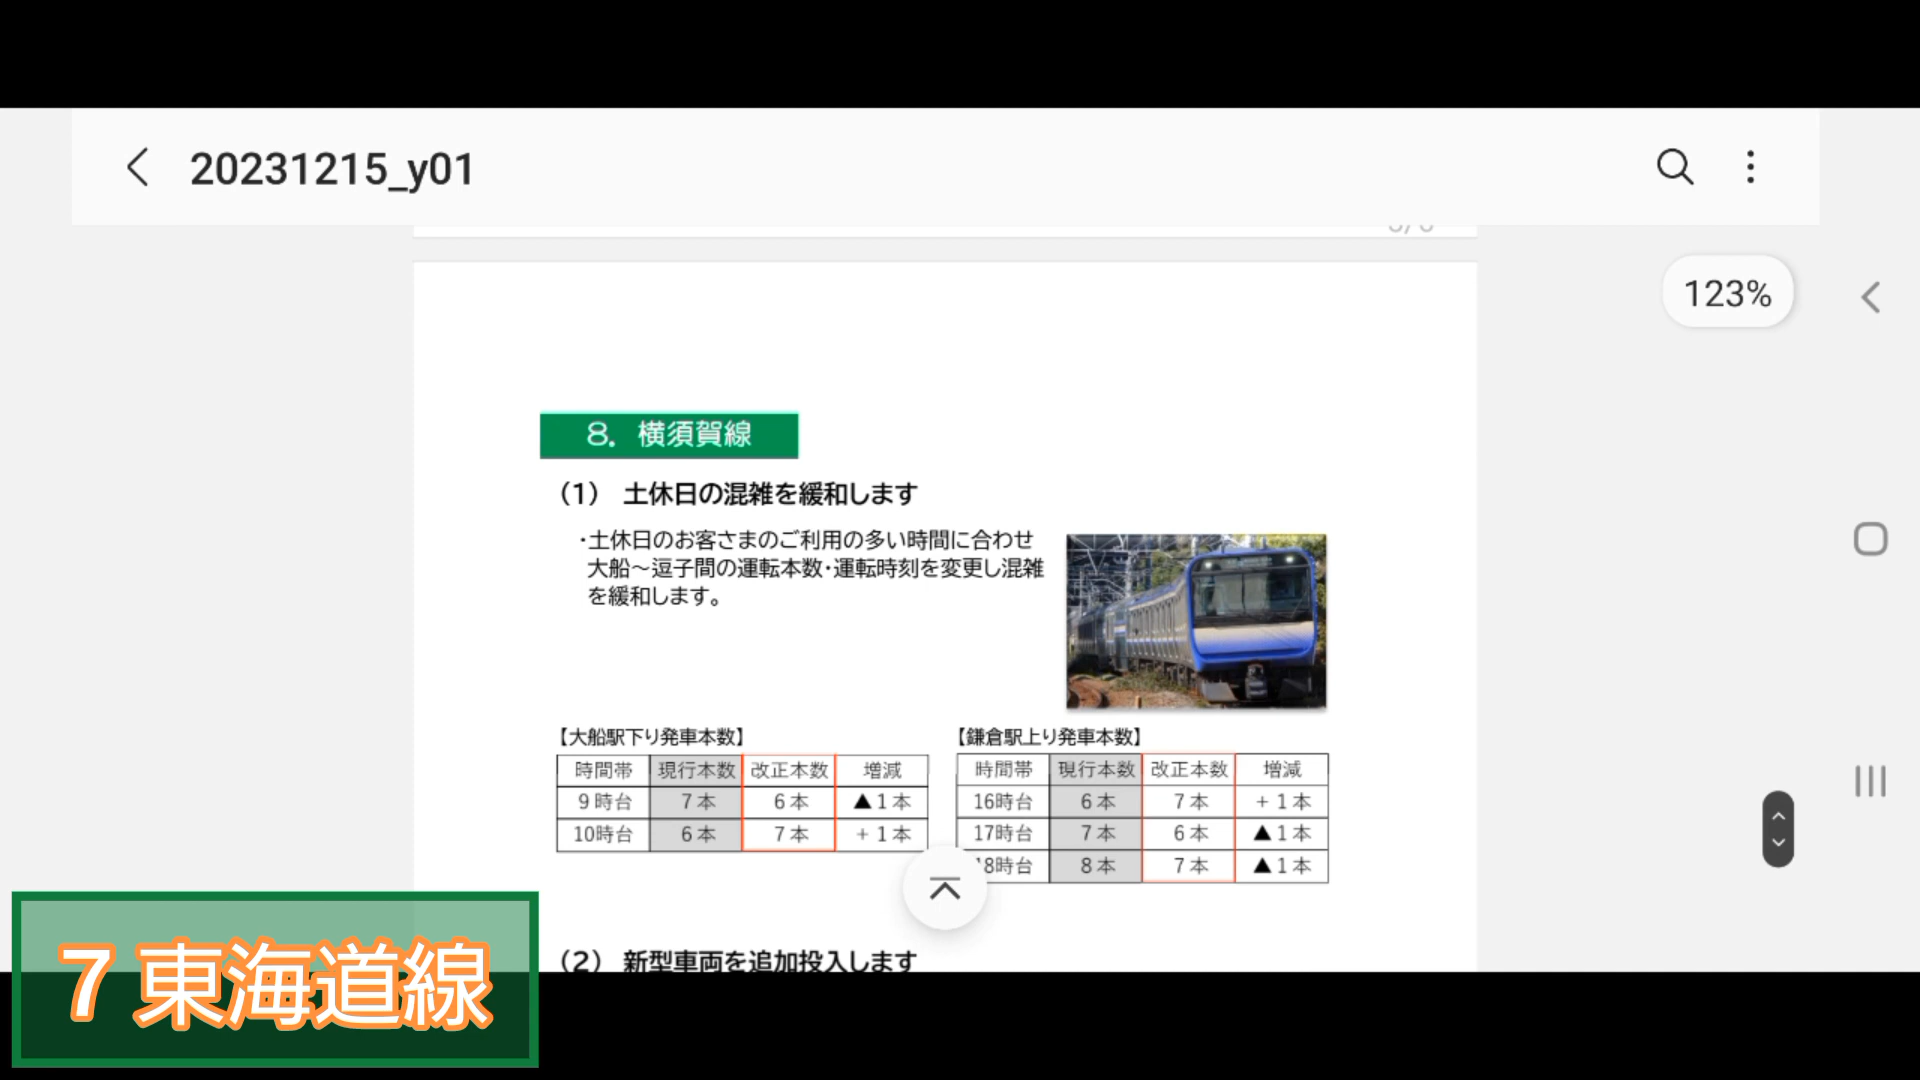 20231215_y01
123%
8. 横須賀線
(1) 土休日の混雑を緩和します
・土休日のお客さまのご利用の多い時間に合わせ
大船～逗子間の運転本数・運転時刻を変更し混雑
を緩和します。
【大船駅下り発車本数】
時間帯 現行本数 改正本数 増減
9時台 7本 6本 ▲1本
10時台 6本 7本 +1本
【鎌倉駅上り発車本数】
時間帯 現行本数 改正本数 増減
16時台 6本 7本 +1本
17時台 7本 6本 ▲1本
8時台 8本 7本 ▲1本
(2) 新型車両を追加投入します
7 東海道線